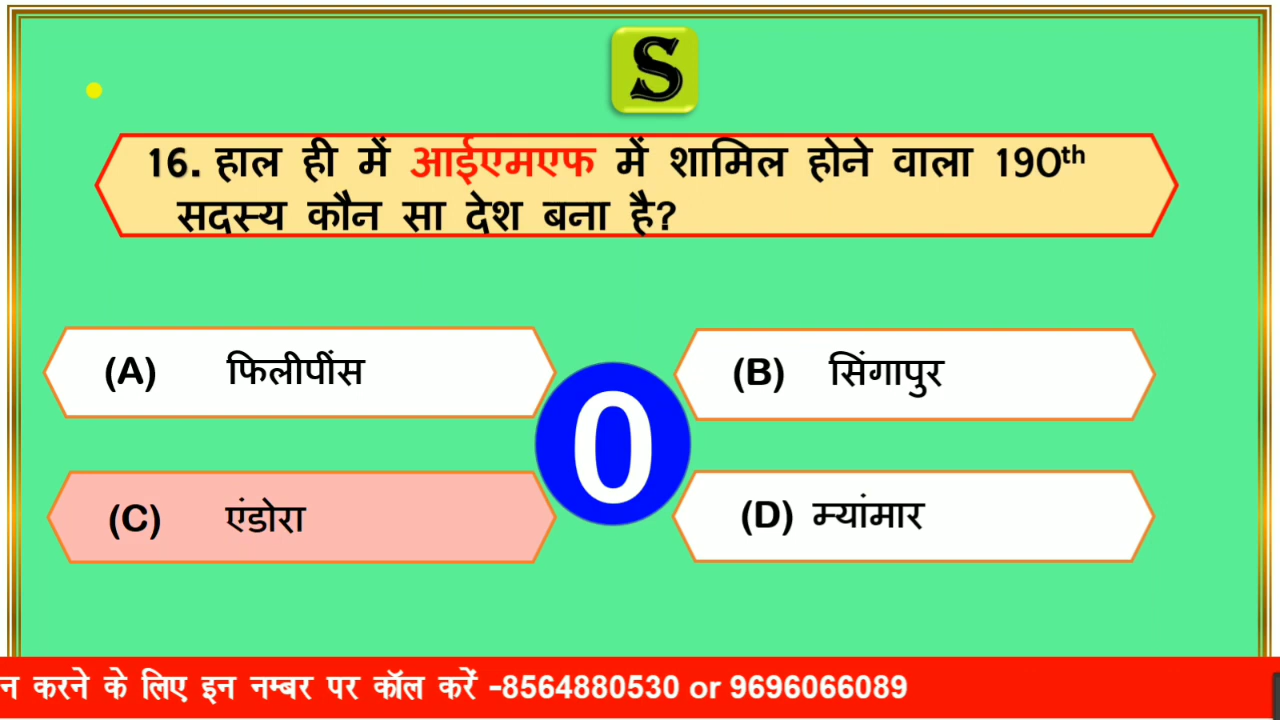 S
16. हाल ही में आईएमएफ में शामिल होने वाला 190th
सदस्य कौन सा देश बना है?
(A) फिलीपींस
(B) सिंगापुर
0
(C) एंडोरा
(D) म्यांमार
न करने के लिए इन नम्बर पर कॉल करें -8564880530 or 9696066089